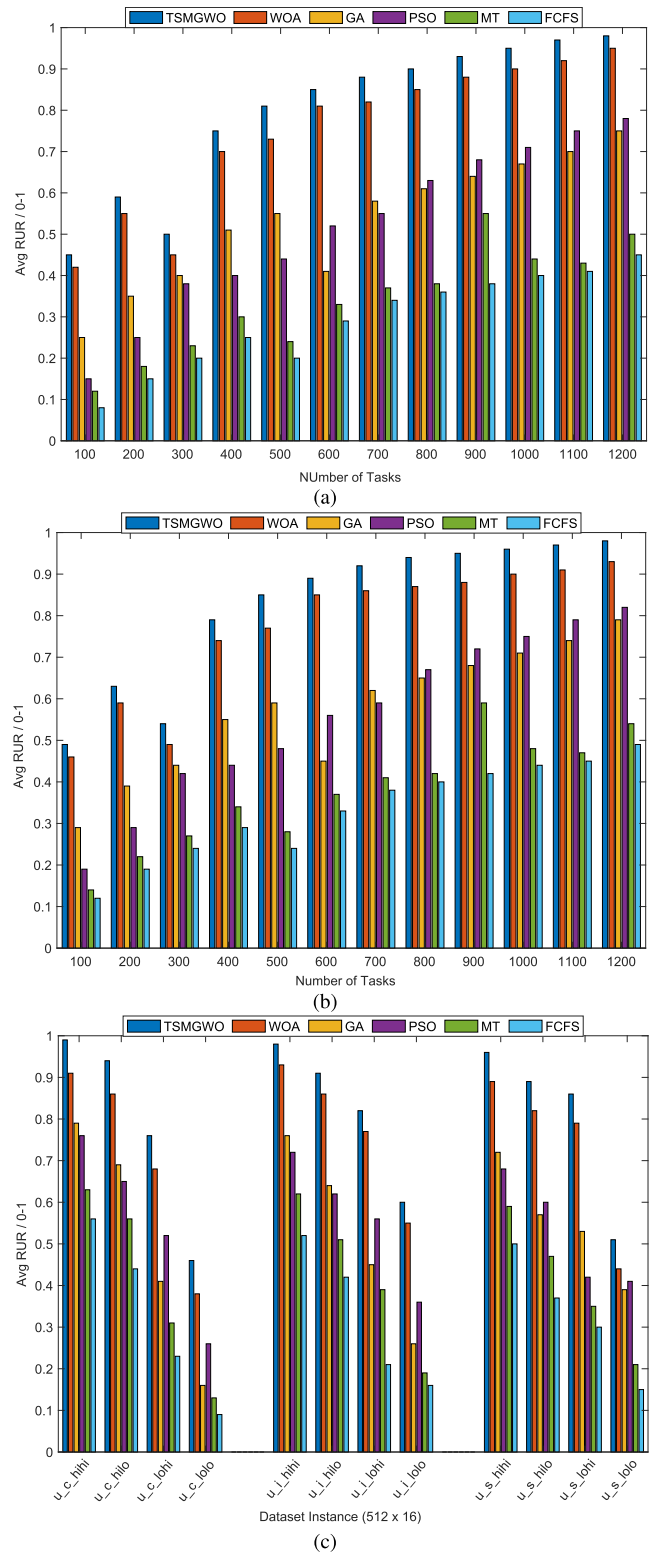 TSMGWO WOA GA PSO MT FCFS
1
0.9
0.8
0.7
0.6
0.5
0.4
0.3
0.2
0.1
0
Avg RUR / 0-1
100 200 300 400 500 600 700 800 900 1000 1100 1200
NUmber of Tasks
(a)
TSMGWO WOA GA PSO MT FCFS
1
0.9
0.8
0.7
0.6
0.5
0.4
0.3
0.2
0.1
0
Avg RUR / 0-1
100 200 300 400 500 600 700 800 900 1000 1100 1200
Number of Tasks
(b)
TSMGWO WOA GA PSO MT FCFS
1
0.9
0.8
0.7
0.6
0.5
0.4
0.3
0.2
0.1
0
Avg RUR / 0-1
u_c_hihi u_c_hilo u_c_lohi u_c_lolo u_i_hihi u_i_hilo u_i_lohi u_i_lolo u_s_hihi u_s_hilo u_s_lohi u_s_lolo
Dataset Instance (512 x 16)
(c)